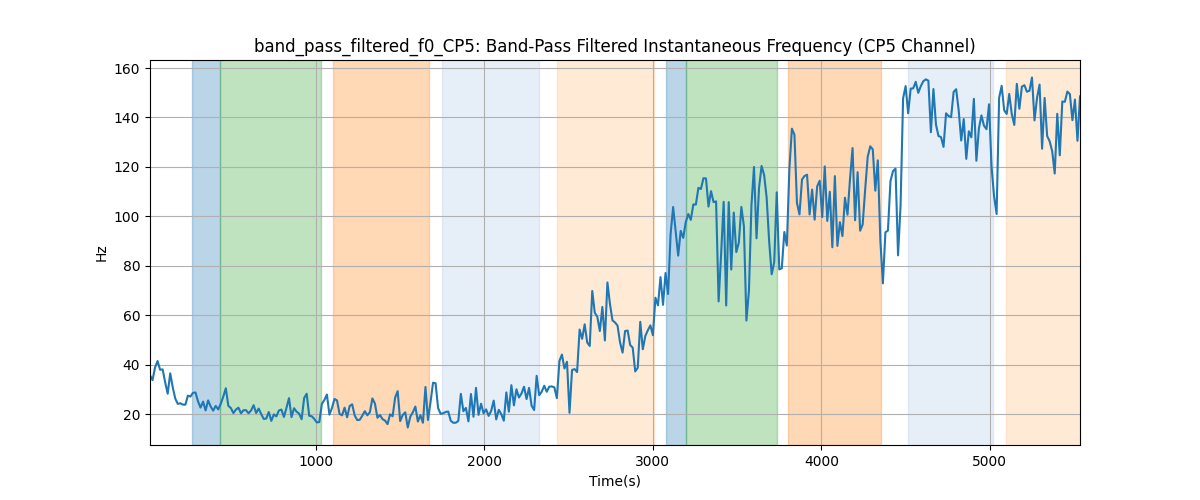 band_pass_filtered_f0_CP5: Band-Pass Filtered Instantaneous Frequency (CP5 Channel)
160
140
120
100
80
60
40
20
Hz
1000 2000 3000 4000 5000
Time(s)